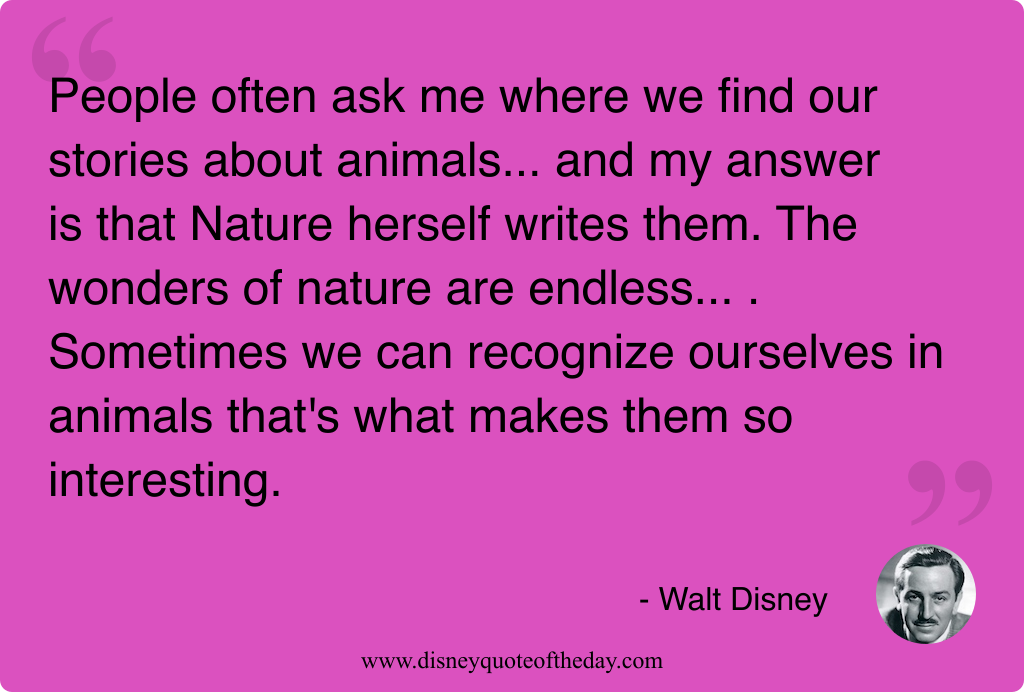 People often ask me where we find our
stories about animals... and my answer
is that Nature herself writes them. The
wonders of nature are endless... .
Sometimes we can recognize ourselves in
animals that's what makes them so
interesting.
- Walt Disney
www.disneyquoteoftheday.com